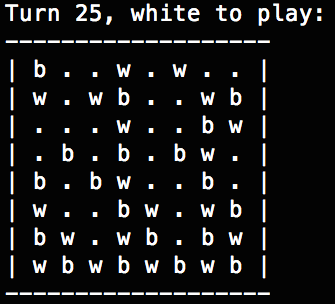 Turn 25, white to play:
-------------------
| b . . w . w . . |
| w . w b . . w b |
| . . . w . . b w |
| . b . b . b w . |
| b . b w . . b . |
| w . . b w . w b |
| b w . w b . b w |
| w b w b w b w b |
-------------------